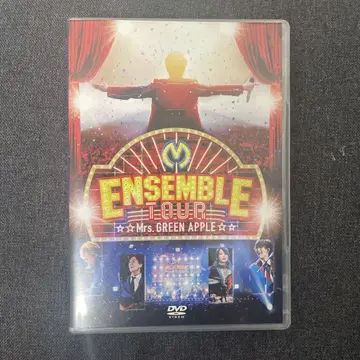 ENSEMBLE
TOUR
☆☆Mrs. GREEN APPLE☆☆
DVD
VIDEO